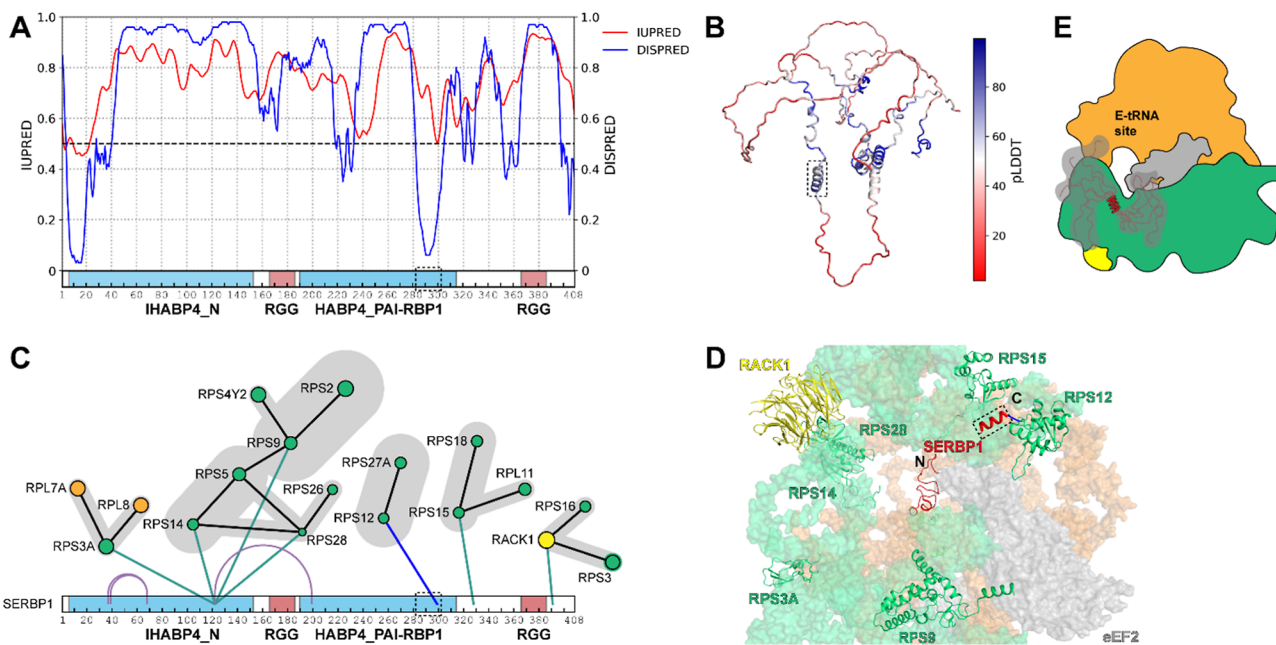 A
1.0
0.8
0.6
0.4
0.2
0
IUPRED
1.0
0.8
0.6
0.4
0.2
0
DISPRED
IUPRED
DISPRED
1 20 40 60 80 100 120 140 160 180 200 220 240 260 280 300 320 340 360 380 408
IHABP4_N RGG HABP4_PAI-RBP1 RGG
B
80
60
40
20
pLDDT
E
E-tRNA
site
C
RPS4Y2
RPS2
RPS9
RPS5
RPS14
RPS26
RPS28
RPL7A
RPL8
RPS3A
RPS27A
RPS12
RPS18
RPL11
RPS15
RPS16
RACK1
RPS3
SERBP1
1 20 40 60 80 100 120 140 160 180 200 220 240 260 280 300 320 340 360 380 408
IHABP4_N RGG HABP4_PAI-RBP1 RGG
D
RACK1
RPS15
C
RPS12
RPS28
SERBP1
N
RPS14
RPS3A
RPS9
eEF2